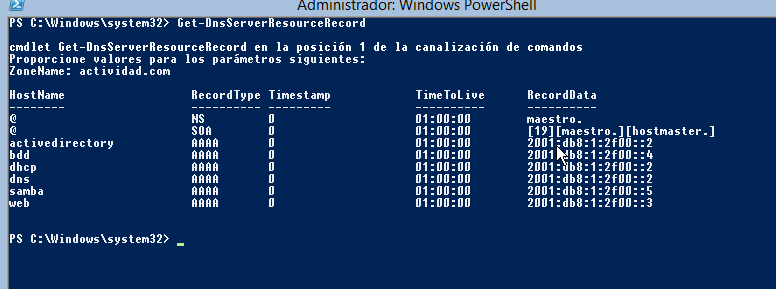 Administrador: Windows PowerShell
PS C:\Windows\system32> Get-DnsServerResourceRecord
cmdlet Get-DnsServerResourceRecord en la posición 1 de la canalización de comandos
Proporcione valores para los parámetros siguientes:
ZoneName: actividad.com
HostName RecordType Timestamp TimeToLive RecordData
-------- ---------- --------- ---------- ----------
@ NS 0 01:00:00 maestro.
@ SOA 0 01:00:00 [19][maestro.][hostmaster.]
activedirectory AAAA 0 01:00:00 2001:db8:1:2f00::2
bdd AAAA 0 01:00:00 2001:db8:1:2f00::4
dhcp AAAA 0 01:00:00 2001:db8:1:2f00::2
dns AAAA 0 01:00:00 2001:db8:1:2f00::2
samba AAAA 0 01:00:00 2001:db8:1:2f00::5
web AAAA 0 01:00:00 2001:db8:1:2f00::3
PS C:\Windows\system32> _